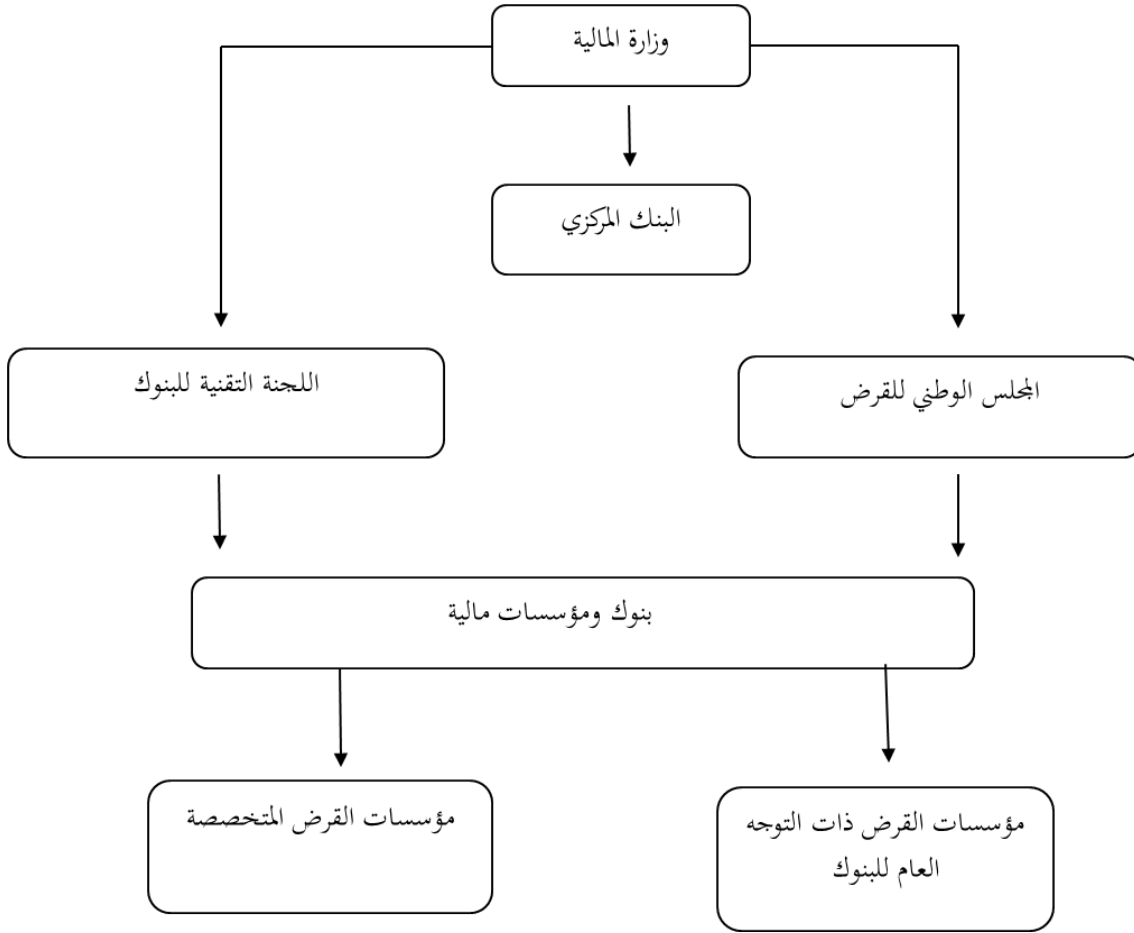 وزارة المالية
البنك المركزي
المجلس الوطني للقرض
اللجنة التقنية للبنوك
بنوك ومؤسسات مالية
مؤسسات القرض ذات التوجه
العام للبنوك
مؤسسات القرض المتخصصة